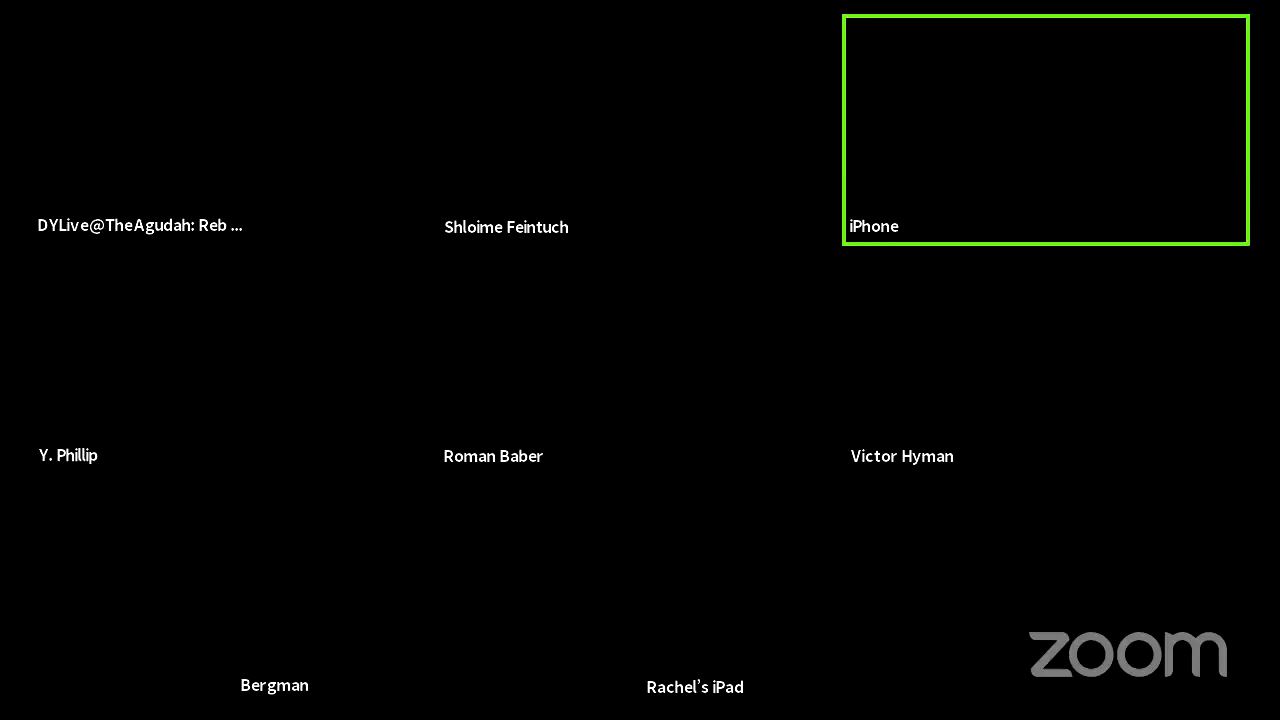 DYLive@TheAgudah: Reb ...
Shloime Feintuch
iPhone
Y. Phillip
Roman Baber
Victor Hyman
Bergman
Rachel’s iPad
zoom